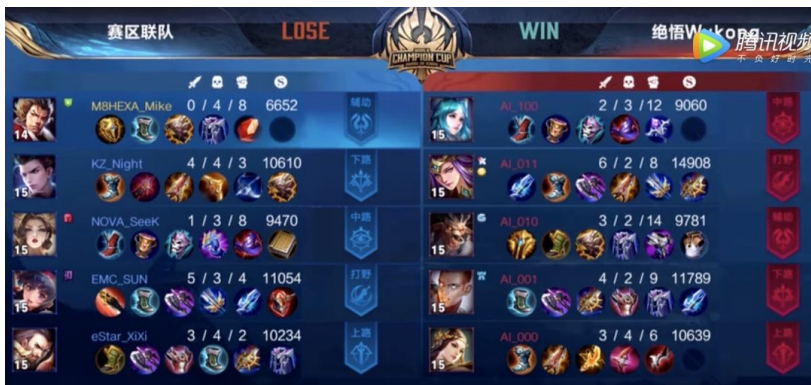 赛区联队 LOSE WIN 绝悟Wukong
腾讯视频
不负好时光
CHAMPION CUP
M8HEXA_Mike 0 / 4 / 8 6652 辅助
14
AI_100 2 / 3 / 12 9060 中路
15
KZ_Night 4 / 4 / 3 10610 下路
15
AI_011 6 / 2 / 8 14908 打野
15
NOVA_SeeK 1 / 3 / 8 9470 中路
15
AI_010 3 / 2 / 14 9781 辅助
15
EMC_SUN 5 / 3 / 4 11054 打野
15
AI_001 4 / 2 / 9 11789 下路
15
eStar_XiXi 3 / 4 / 2 10234 上路
15
AI_000 3 / 4 / 6 10639 上路
15